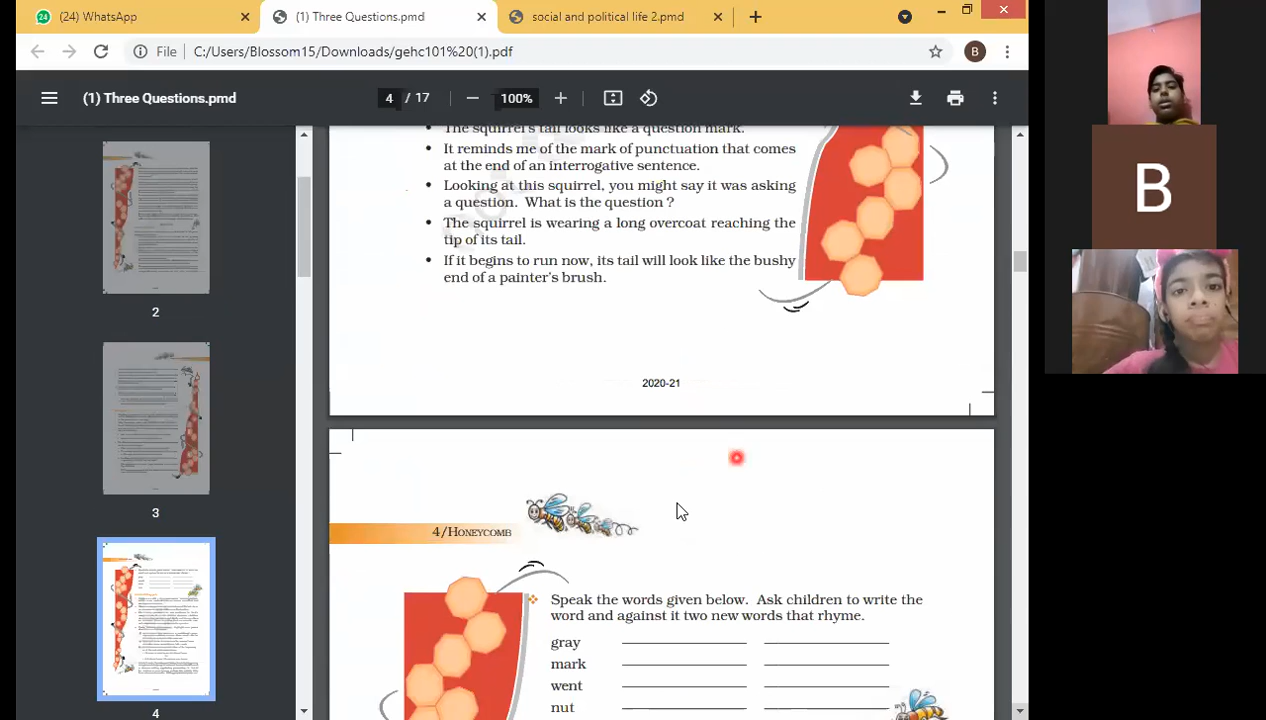 24
(24) WhatsApp
(1) Three Questions.pmd
social and political life 2.pmd
File
C:/Users/Blossom15/Downloads/gehc101%20(1).pdf
B
(1) Three Questions.pmd
4 / 17
100%
2
3
4
The squirrel's tail looks like a question mark.
• It reminds me of the mark of punctuation that comes
at the end of an interrogative sentence.
• Looking at this squirrel, you might say it was asking
a question. What is the question ?
• The squirrel is wearing a long overcoat reaching the
tip of its tail.
• If it begins to run now, its tail will look like the bushy
end of a painter's brush.
2020-21
4/HONEYCOMB
Speak the words given below. Ask children to write the
word and against it two new words that rhyme.
gray
mark
went
nut
B